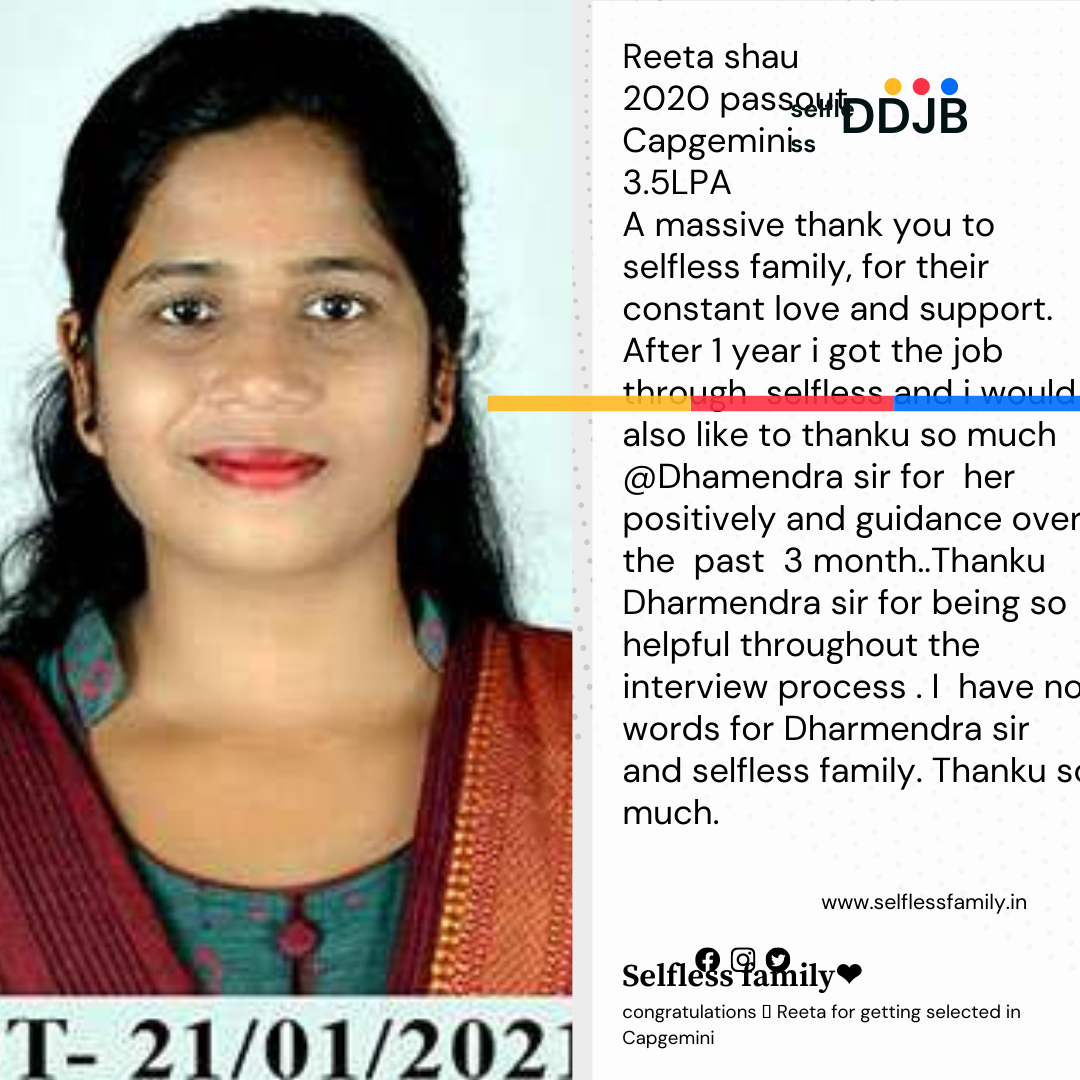 Reeta shau
2020 passout
Capgemini
3.5LPA
selfle
ss
DDJB
A massive thank you to
selfless family, for their
constant love and support.
After 1 year i got the job
through  selfless and i would
also like to thanku so much
@Dhamendra sir for  her
positively and guidance over
the  past  3 month..Thanku
Dharmendra sir for being so
helpful throughout the
interview process . I  have no
words for Dharmendra sir
and selfless family. Thanku so
much.
www.selflessfamily.in
Selfless family❤
congratulations ▯ Reeta for getting selected in
Capgemini
T- 21/01/2021